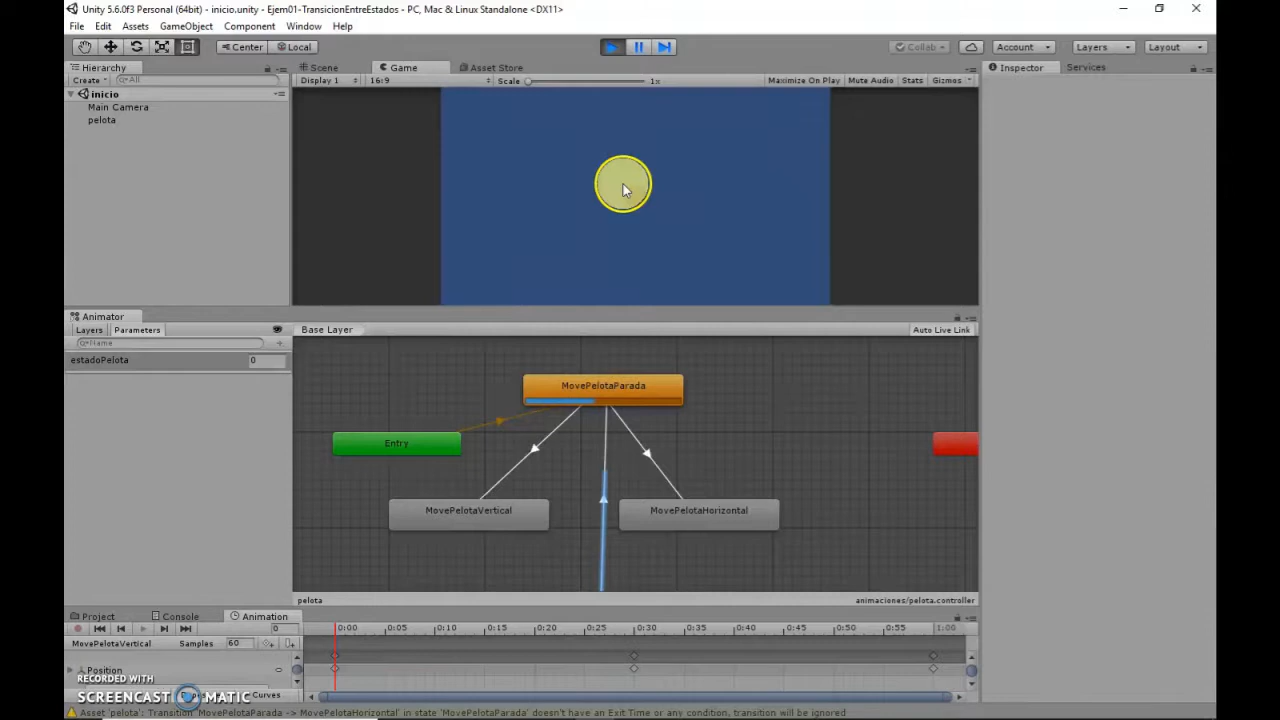 Unity 5.6.0f3 Personal (64bit) - inicio.unity - Ejem01-TransicionEntreEstados - PC, Mac & Linux Standalone <DX11>
File Edit Assets GameObject Component Window Help
Center Local Collab Account Layers Layout
Hierarchy Scene Game Asset Store Inspector Services
Create All Display 1 16:9 Scale 1x Maximize On Play Mute Audio Stats Gizmos
inicio
Main Camera
pelota
Animator
Layers Parameters Base Layer Auto Live Link
Name
estadoPelota 0
MovePelotaParada
Entry
MovePelotaVertical MovePelotaHorizontal
pelota animaciones/pelota.controller
Project Console Animation
0 0:00 0:05 0:10 0:15 0:20 0:25 0:30 0:35 0:40 0:45 0:50 0:55 1:00
MovePelotaVertical Samples 60
Position
RECORDED WITH
SCREENCAST MATIC
Curves
Asset 'pelota': Transition 'MovePelotaParada -> MovePelotaHorizontal' in state 'MovePelotaParada' doesn't have an Exit Time or any condition, transition will be ignored